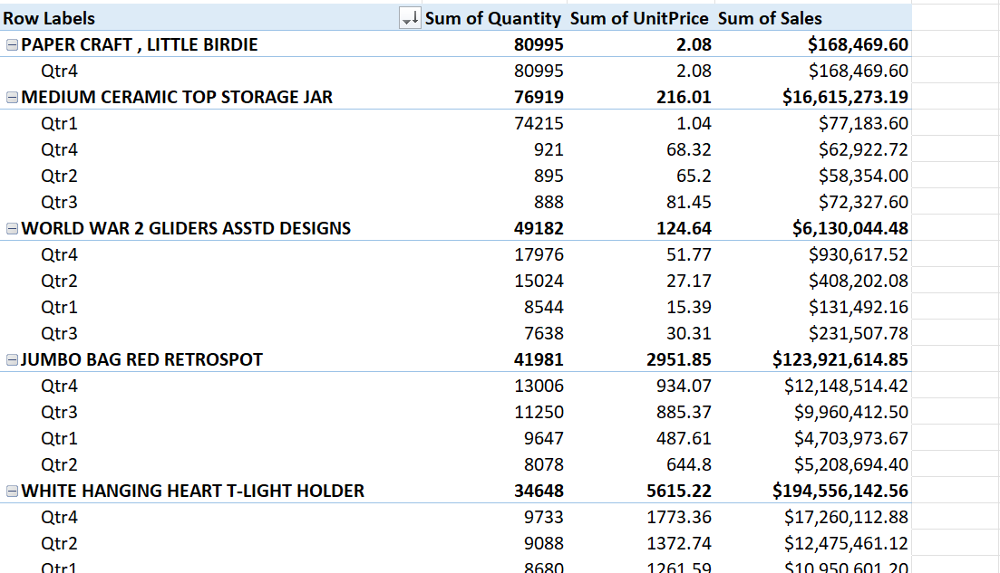 Row Labels Sum of Quantity Sum of UnitPrice Sum of Sales
PAPER CRAFT , LITTLE BIRDIE 80995 2.08 $168,469.60
Qtr4 80995 2.08 $168,469.60
MEDIUM CERAMIC TOP STORAGE JAR 76919 216.01 $16,615,273.19
Qtr1 74215 1.04 $77,183.60
Qtr4 921 68.32 $62,922.72
Qtr2 895 65.2 $58,354.00
Qtr3 888 81.45 $72,327.60
WORLD WAR 2 GLIDERS ASSTD DESIGNS 49182 124.64 $6,130,044.48
Qtr4 17976 51.77 $930,617.52
Qtr2 15024 27.17 $408,202.08
Qtr1 8544 15.39 $131,492.16
Qtr3 7638 30.31 $231,507.78
JUMBO BAG RED RETROSPOT 41981 2951.85 $123,921,614.85
Qtr4 13006 934.07 $12,148,514.42
Qtr3 11250 885.37 $9,960,412.50
Qtr1 9647 487.61 $4,703,973.67
Qtr2 8078 644.8 $5,208,694.40
WHITE HANGING HEART T-LIGHT HOLDER 34648 5615.22 $194,556,142.56
Qtr4 9733 1773.36 $17,260,112.88
Qtr2 9088 1372.74 $12,475,461.12
Qtr1 8680 1261.59 $10,950,601.20